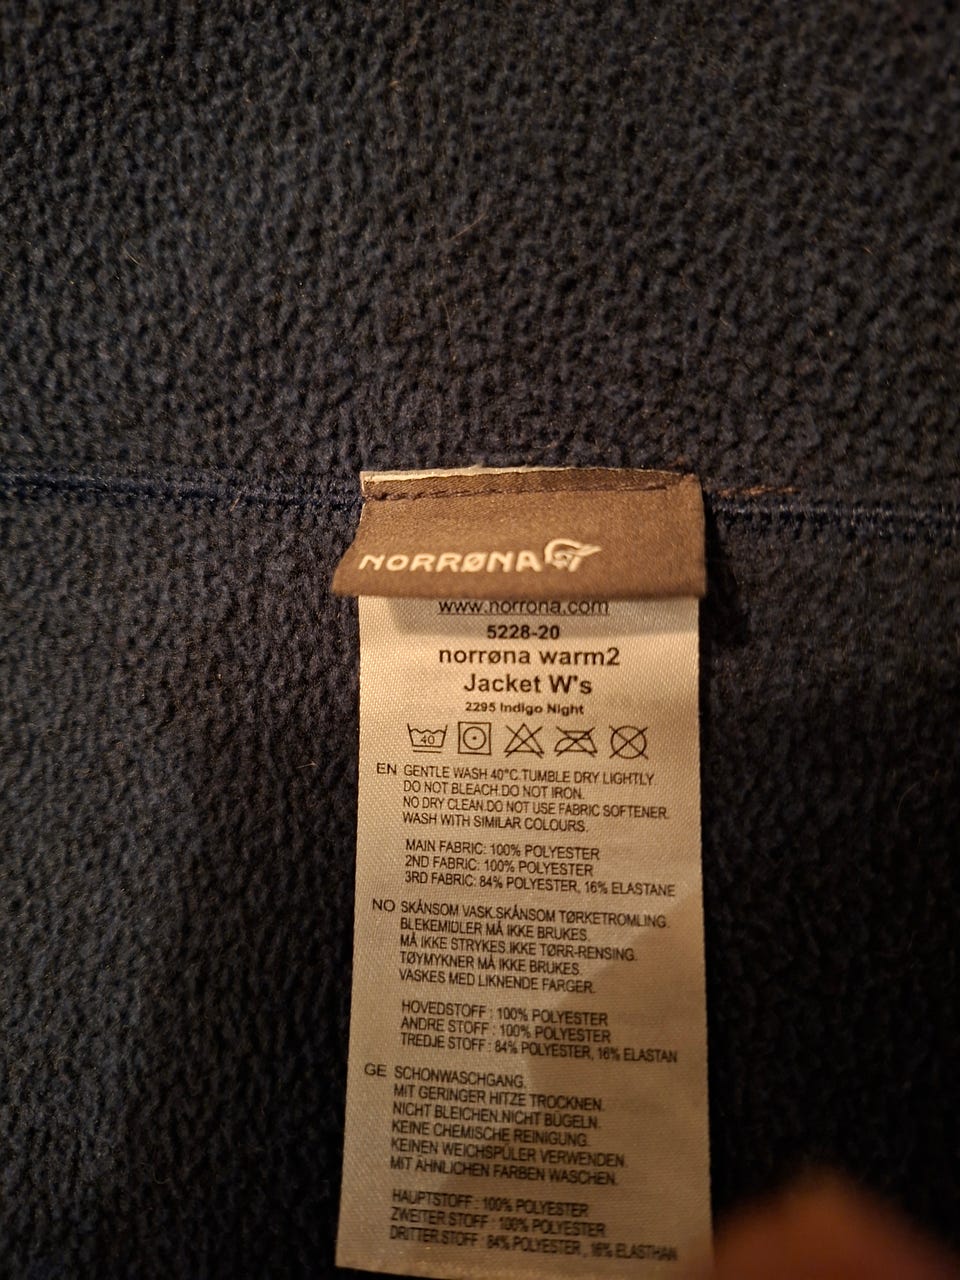 NORRØNA
www.norrona.com
5228-20
norrøna warm2
Jacket W's
2295 Indigo Night
40
EN GENTLE WASH 40°C.TUMBLE DRY LIGHTLY
DO NOT BLEACH.DO NOT IRON.
NO DRY CLEAN.DO NOT USE FABRIC SOFTENER.
WASH WITH SIMILAR COLOURS.
MAIN FABRIC: 100% POLYESTER
2ND FABRIC: 100% POLYESTER
3RD FABRIC: 84% POLYESTER, 16% ELASTANE
NO SKÅNSOM VASK.SKÅNSOM TØRKETROMLING.
BLEKEMIDLER MÅ IKKE BRUKES.
MÅ IKKE STRYKES.IKKE TØRR-RENSING.
TØYMYKNER MÅ IKKE BRUKES.
VASKES MED LIKNENDE FARGER.
HOVEDSTOFF : 100% POLYESTER
ANDRE STOFF : 100% POLYESTER
TREDJE STOFF : 84% POLYESTER, 16% ELASTAN
GE SCHONWASCHGANG.
MIT GERINGER HITZE TROCKNEN.
NICHT BLEICHEN.NICHT BÜGELN.
KEINE CHEMISCHE REINIGUNG.
KEINEN WEICHSPÜLER VERWENDEN.
MIT ÄHNLICHEN FARBEN WASCHEN.
HAUPTSTOFF : 100% POLYESTER
ZWEITER STOFF : 100% POLYESTER
DRITTER STOFF : 84% POLYESTER , 16% ELASTHAN